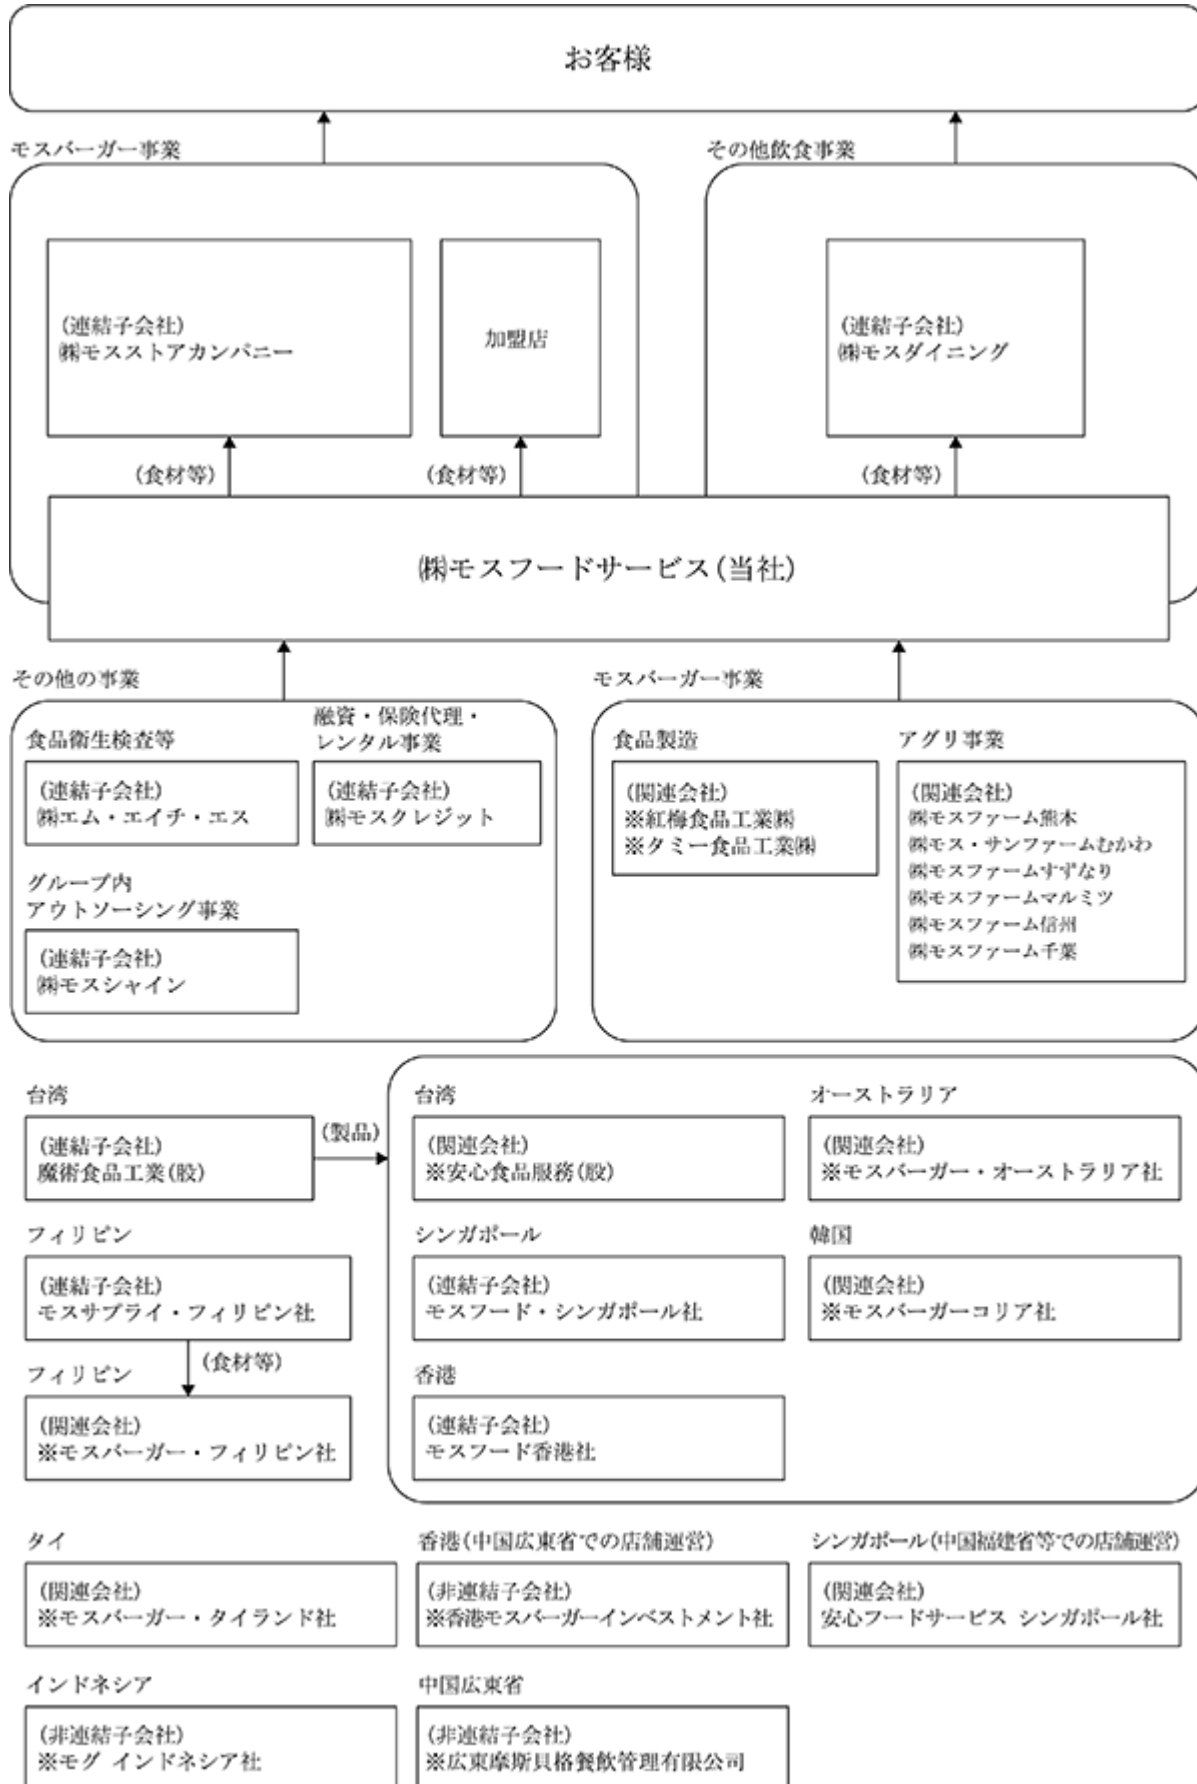 お客様
モスバーガー事業
その他飲食事業
(連結子会社)
㈱モスストアカンパニー
加盟店
(連結子会社)
㈱モスダイニング
(食材等)
(食材等)
(食材等)
㈱モスフードサービス(当社)
その他の事業
食品衛生検査等
(連結子会社)
㈱エム・エイチ・エス
融資・保険代理・
レンタル事業
(連結子会社)
㈱モスクレジット
グループ内
アウトソーシング事業
(連結子会社)
㈱モスシャイン
モスバーガー事業
食品製造
(関連会社)
※紅梅食品工業㈱
※タミー食品工業㈱
アグリ事業
(関連会社)
㈱モスファーム熊本
㈱モス・サンファームむかわ
㈱モスファームすずなり
㈱モスファームマルミツ
㈱モスファーム信州
㈱モスファーム千葉
台湾
(連結子会社)
魔術食品工業(股)
(製品)
フィリピン
(連結子会社)
モスサプライ・フィリピン社
(食材等)
フィリピン
(関連会社)
※モスバーガー・フィリピン社
台湾
(関連会社)
※安心食品服務(股)
オーストラリア
(関連会社)
※モスバーガー・オーストラリア社
シンガポール
(連結子会社)
モスフード・シンガポール社
韓国
(関連会社)
※モスバーガーコリア社
香港
(連結子会社)
モスフード香港社
タイ
(関連会社)
※モスバーガー・タイランド社
香港(中国広東省での店舗運営)
(非連結子会社)
※香港モスバーガーインベストメント社
シンガポール(中国福建省等での店舗運営)
(関連会社)
安心フードサービス シンガポール社
インドネシア
(非連結子会社)
※モグ インドネシア社
中国広東省
(非連結子会社)
※広東摩斯貝格餐飲管理有限公司